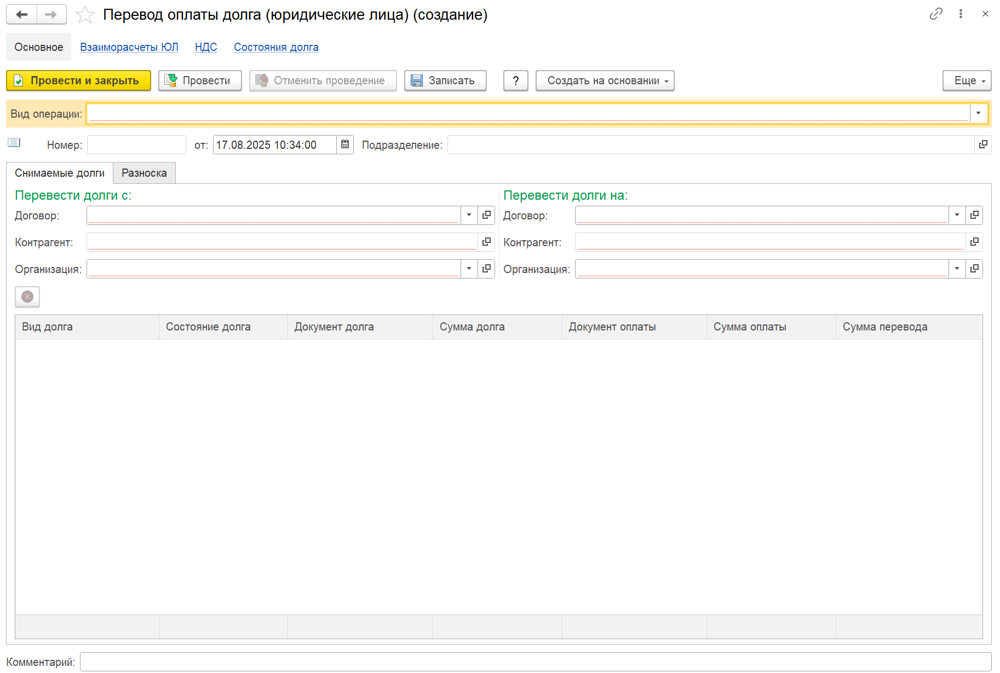 Перевод оплаты долга (юридические лица) (создание)
Основное Взаиморасчеты ЮЛ НДС Состояния долга
Провести и закрыть Провести Отменить проведение Записать ? Создать на основании Еще
Вид операции:
Номер: от: 17.08.2025 10:34:00 Подразделение:
Снимаемые долги Разноска
Перевести долги с: Перевести долги на:
Договор: Договор:
Контрагент: Контрагент:
Организация: Организация:
Вид долга Состояние долга Документ долга Сумма долга Документ оплаты Сумма оплаты Сумма перевода
Комментарий: